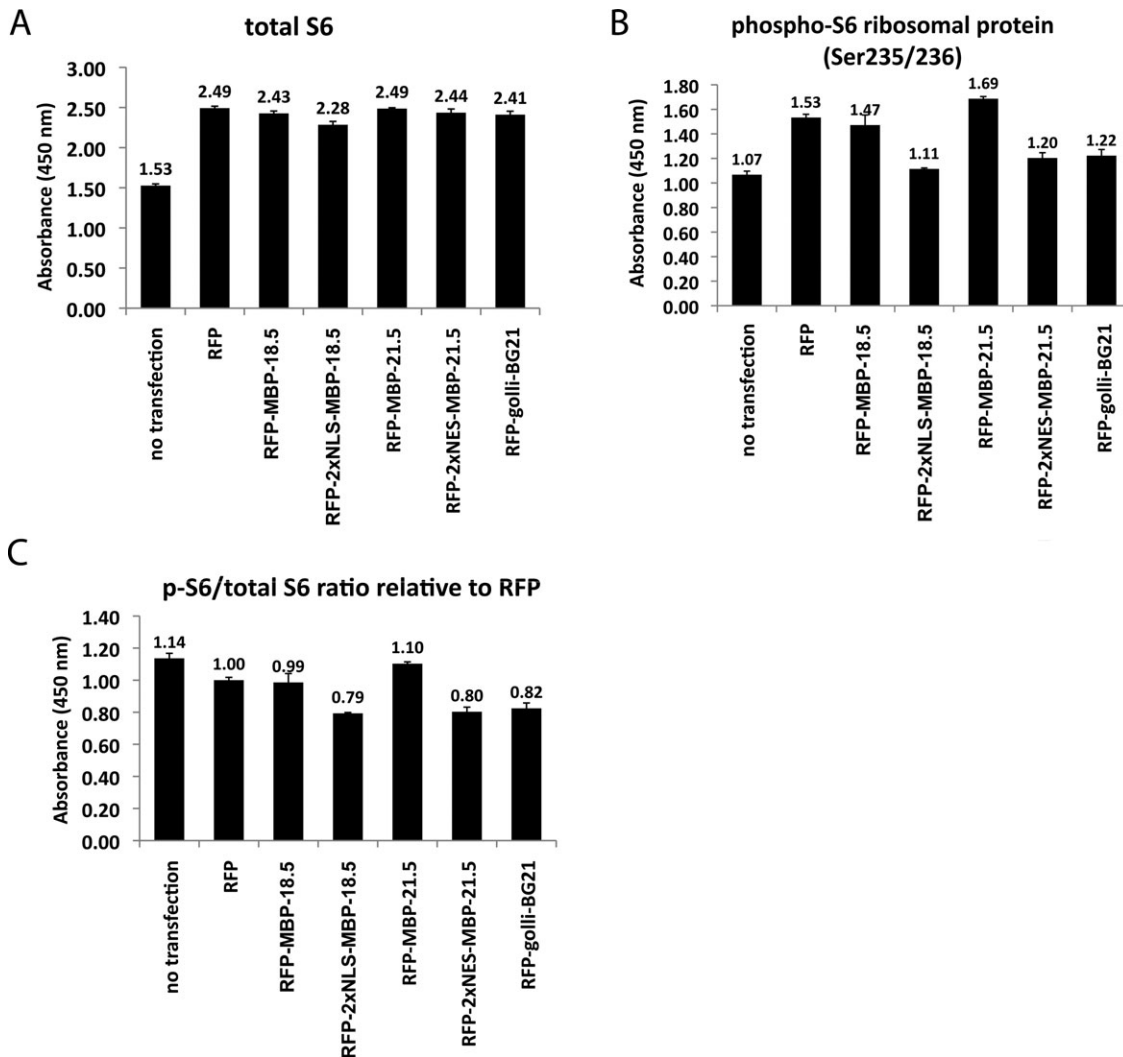 A
total S6
Absorbance (450 nm)
3.00
2.50
2.00
1.50
1.00
0.50
0.00
1.53
2.49
2.43
2.28
2.49
2.44
2.41
no transfection
RFP
RFP-MBP-18.5
RFP-2xNLS-MBP-18.5
RFP-MBP-21.5
RFP-2xNES-MBP-21.5
RFP-golli-BG21
B
phospho-S6 ribosomal protein
(Ser235/236)
Absorbance (450 nm)
1.80
1.60
1.40
1.20
1.00
0.80
0.60
0.40
0.20
0.00
1.07
1.53
1.47
1.11
1.69
1.20
1.22
no transfection
RFP
RFP-MBP-18.5
RFP-2xNLS-MBP-18.5
RFP-MBP-21.5
RFP-2xNES-MBP-21.5
RFP-golli-BG21
C
p-S6/total S6 ratio relative to RFP
Absorbance (450 nm)
1.40
1.20
1.00
0.80
0.60
0.40
0.20
0.00
1.14
1.00
0.99
0.79
1.10
0.80
0.82
no transfection
RFP
RFP-MBP-18.5
RFP-2xNLS-MBP-18.5
RFP-MBP-21.5
RFP-2xNES-MBP-21.5
RFP-golli-BG21